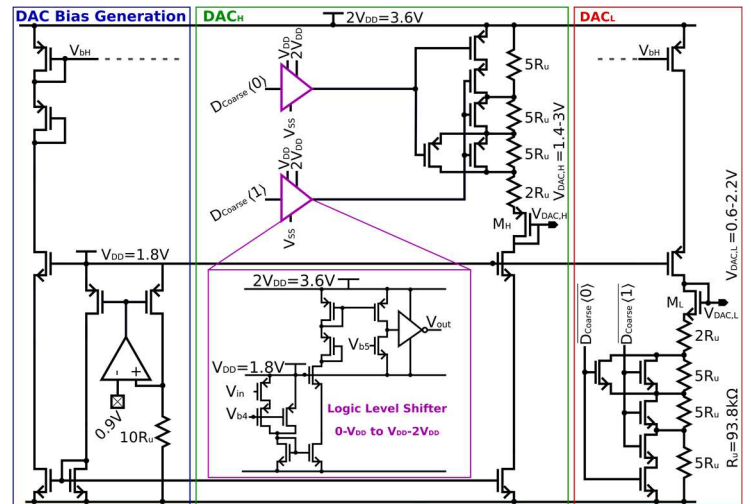 DAC Bias Generation
DACH
DACL
2VDD=3.6V
VbH
VbH
DCoarse⟨0⟩
VDD
2VDD
VSS
DCoarse⟨1⟩
VDD
2VDD
VSS
5Ru
5Ru
5Ru
2Ru
VDAC,H=1.4-3V
MH
VDAC,H
VDD=1.8V
-
+
0.9V
10Ru
2VDD=3.6V
Vout
Vb5
VDD=1.8V
Vin
Vb4
Logic Level Shifter
0-VDD to VDD-2VDD
DCoarse⟨0⟩
DCoarse⟨1⟩
ML
VDAC,L
VDAC,L=0.6-2.2V
2Ru
5Ru
5Ru
5Ru
Ru=93.8kΩ